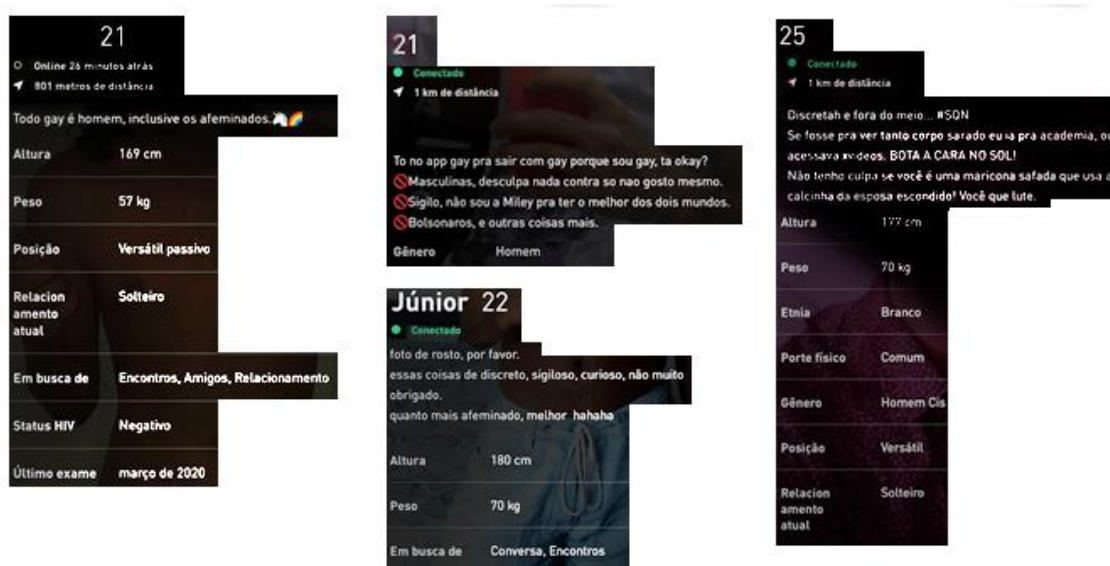 21
Online 26 minutos atrás
801 metros de distância
Todo gay é homem, inclusive os afeminados.🦄🌈
Altura 169 cm
Peso 57 kg
Posição Versátil passivo
Relacion
amento
atual
Solteiro
Em busca de Encontros, Amigos, Relacionamento
Status HIV Negativo
Último exame março de 2020
21
Conectado
1 km de distância
To no app gay pra sair com gay porque sou gay, ta okay?
🚫Masculinas, desculpa nada contra so nao gosto mesmo.
🚫Sigilo, não sou a Miley pra ter o melhor dos dois mundos.
🚫Bolsonaros, e outras coisas mais.
Gênero Homem
Júnior 22
Conectado
foto de rosto, por favor.
essas coisas de discreto, sigiloso, curioso, não muito
obrigado.
quanto mais afeminado, melhor hahaha
Altura 180 cm
Peso 70 kg
Em busca de Conversa, Encontros
25
Conectado
1 km de distância
Discretah e fora do meio... #SQN
Se fosse pra ver tanto corpo sarado eu ia pra academia, ou
acessava xvideos. BOTA A CARA NO SOL!
Não tenho culpa se você é uma maricona safada que usa a
calcinha da esposa escondido! Você que lute.
Altura 177 cm
Peso 70 kg
Etnia Branco
Porte físico Comum
Gênero Homem Cis
Posição Versátil
Relacion
amento
atual
Solteiro